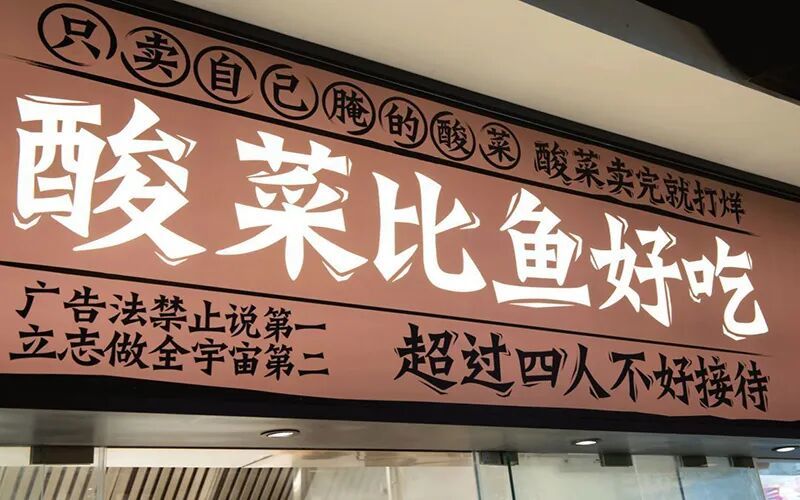 只卖自己腌的酸菜 酸菜卖完就打烊
酸菜比鱼好吃
广告法禁止说第一
立志做全宇宙第二
超过四人不好接待